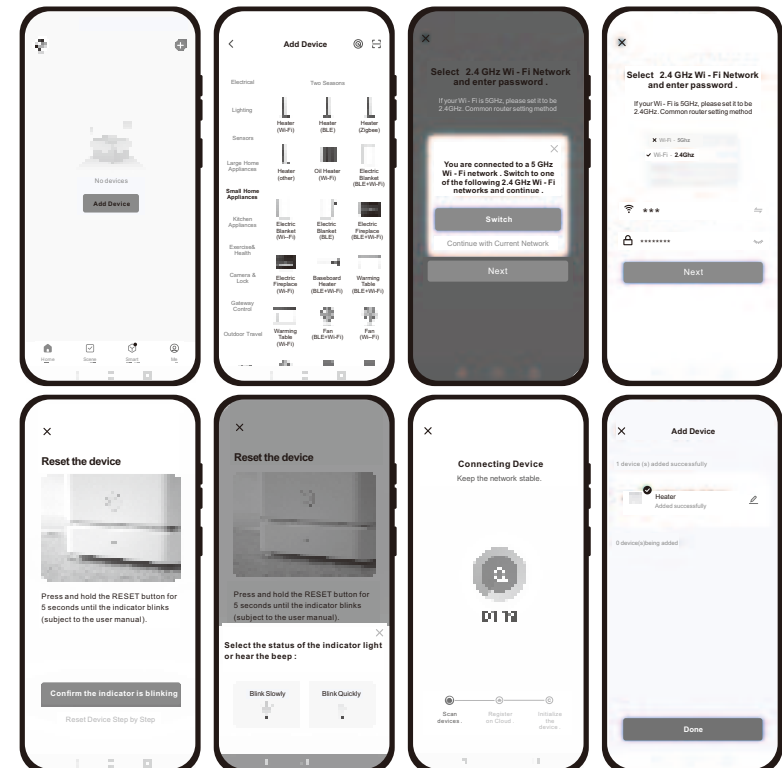 No devices
Add Device
Home
Scene
Smart
Me
Add Device
Electrical
Two Seasons
Lighting
Sensors
Large Home
Appliances
Small Home
Appliances
Kitchen
Appliances
Exercise&
Health
Camera &
Lock
Gateway
Control
Outdoor Travel
Heater
(Wi-Fi)
Heater
(BLE)
Heater
(Zigbee)
Heater
(other)
Oil Heater
(Wi-Fi)
Electric
Blanket
(BLE+Wi-Fi)
Electric
Blanket
(Wi-Fi)
Electric
Blanket
(BLE)
Electric
Fireplace
(BLE+Wi-Fi)
Electric
Fireplace
(Wi-Fi)
Baseboard
Heater
(BLE+Wi-Fi)
Warming
Table
(BLE+Wi-Fi)
Warming
Table
(Wi-Fi)
Fan
(BLE+Wi-Fi)
Fan
(Wi-Fi)
Select 2.4 GHz Wi - Fi Network
and enter password .
If your Wi - Fi is 5GHz, please set it to be
2.4GHz. Common router setting method
You are connected to a 5 GHz
Wi - Fi network . Switch to one
of the following 2.4 GHz Wi - Fi
networks and continue .
Switch
Continue with Current Network
Next
Select 2.4 GHz Wi - Fi Network
and enter password .
If your Wi - Fi is 5GHz, please set it to be
2.4GHz. Common router setting method
Wi-Fi - 5Ghz
Wi-Fi - 2.4Ghz
***
********
Next
Reset the device
Press and hold the RESET button for
5 seconds until the indicator blinks
(subject to the user manual).
Confirm the indicator is blinking
Reset Device Step by Step
Reset the device
Press and hold the RESET button for
5 seconds until the indicator blinks
(subject to the user manual).
Select the status of the indicator light
or hear the beep :
Blink Slowly
Blink Quickly
Connecting Device
Keep the network stable.
Scan
devices .
Register
on Cloud .
Initialize
the
device .
Add Device
1 device (s) added successfully
Heater
Added successfully
0 device(s)being added
Done